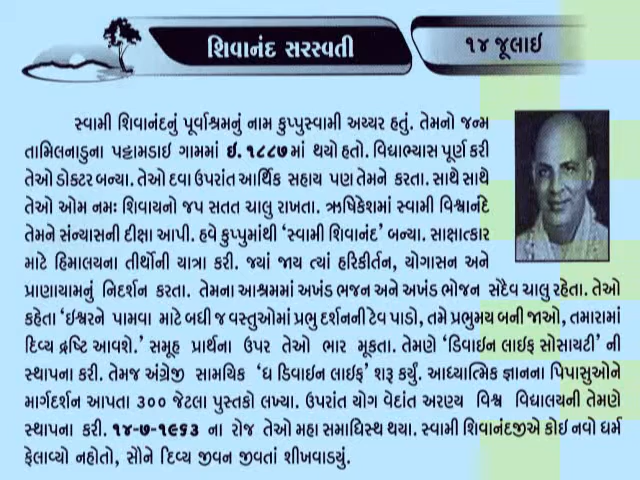 શિવાનંદ સરસ્વતી
૧૪ જૂલાઇ
સ્વામી શિવાનંદનું પૂર્વાશ્રમનું નામ કુપ્પુસ્વામી અય્યર હતું. તેમનો જન્મ
તામિલનાડુના પટ્ટામડાઇ ગામમાં ઇ. ૧૮૮૭માં થયો હતો. વિદ્યાભ્યાસ પૂર્ણ કરી
તેઓ ડોક્ટર બન્યા. તેઓ દવા ઉપરાંત આર્થિક સહાય પણ તેમને કરતા. સાથે સાથે
તેઓ ઓમ નમઃ શિવાયનો જપ સતત ચાલુ રાખતા. ઋષિકેશમાં સ્વામી વિશ્વાનંદે
તેમને સંન્યાસની દીક્ષા આપી. હવે કુપ્પુમાંથી ‘સ્વામી શિવાનંદ’ બન્યા. સાક્ષાત્કાર
માટે હિમાલયના તીર્થોની યાત્રા કરી. જ્યાં જાય ત્યાં હરિકીર્તન, યોગાસન અને
પ્રાણાયામનું નિદર્શન કરતા. તેમના આશ્રમમાં અખંડ ભજન અને અખંડ ભોજન સદૈવ ચાલુ રહેતા. તેઓ
કહેતા ‘ઇશ્વરને પામવા માટે બધી જ વસ્તુઓમાં પ્રભુ દર્શનની ટેવ પાડો, તમે પ્રભુમય બની જાઓ, તમારામાં
દિવ્ય દ્રષ્ટિ આવશે.’ સમૂહ પ્રાર્થના ઉપર તેઓ ભાર મૂકતા. તેમણે ‘ડિવાઇન લાઈફ સોસાયટી’ ની
સ્થાપના કરી. તેમજ અંગ્રેજી સામયિક ‘ધ ડિવાઈન લાઈફ’ શરૂ કર્યું. આધ્યાત્મિક જ્ઞાનના પિપાસુઓને
માર્ગદર્શન આપતા ૩૦૦ જેટલા પુસ્તકો લખ્યા. ઉપરાંત યોગ વેદાંત અરણ્ય વિશ્વ વિદ્યાલયની તેમણે
સ્થાપના કરી. ૧૪-૭-૧૯૬૩ ના રોજ તેઓ મહા સમાધિસ્થ થયા. સ્વામી શિવાનંદજીએ કોઇ નવો ધર્મ
ફેલાવ્યો નહોતો, સૌને દિવ્ય જીવન જીવતાં શીખવાડ્યું.